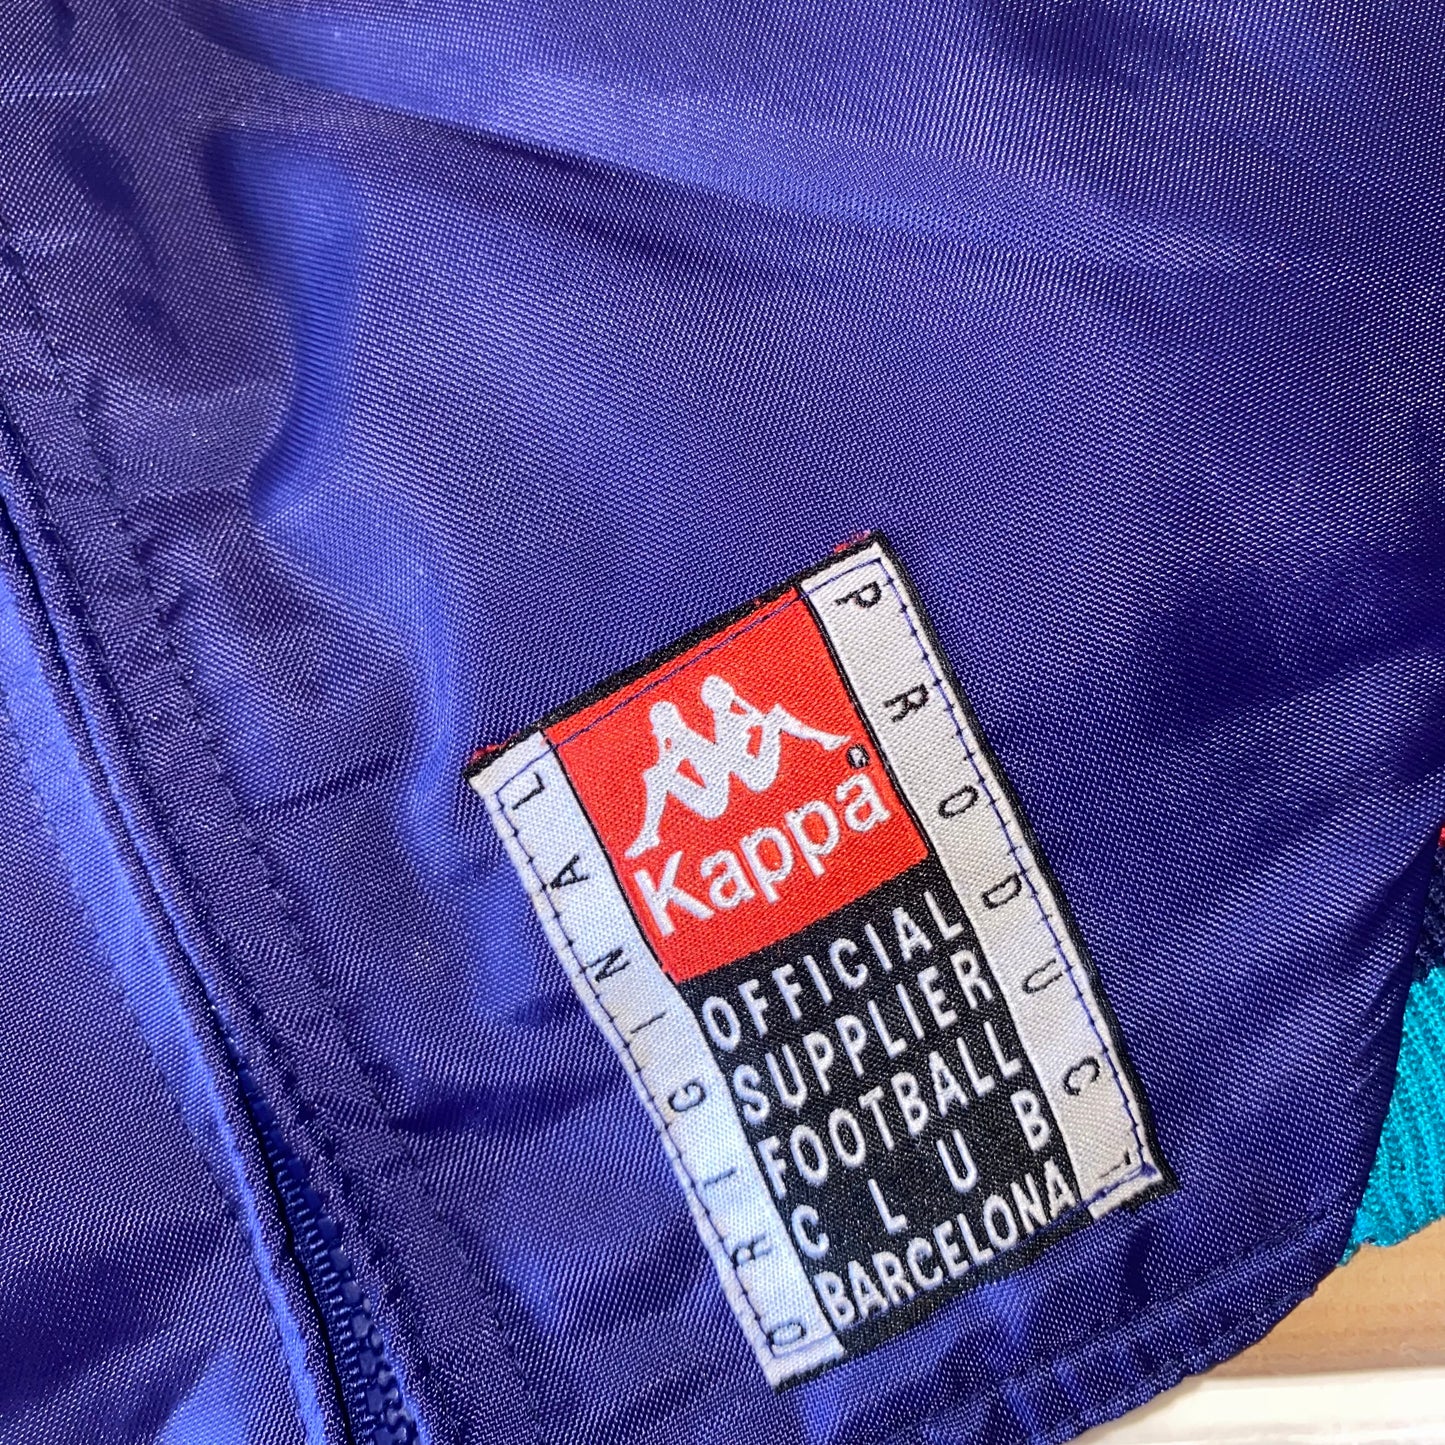 Kappa®
OFFICIAL
SUPPLIER
FOOTBALL
CLUB
BARCELONA
ORIGINAL
PRODUCT